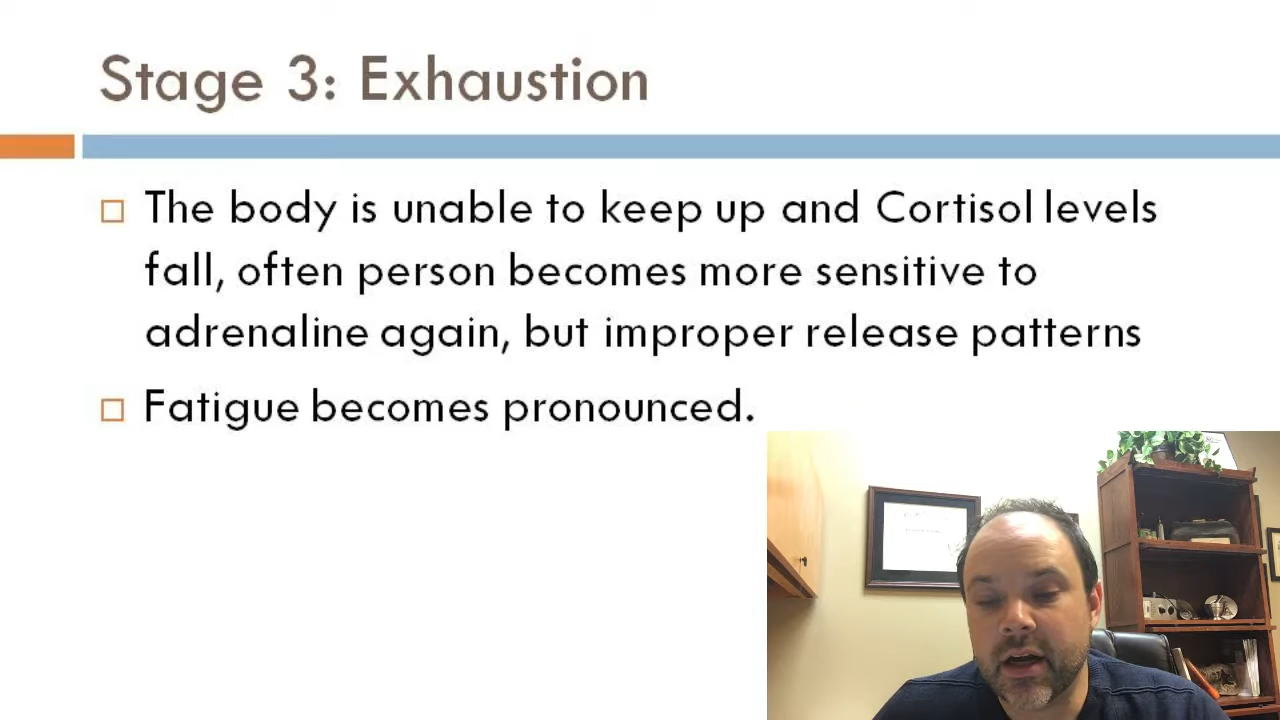 Stage 3: Exhaustion
The body is unable to keep up and Cortisol levels
fall, often person becomes more sensitive to
adrenaline again, but improper release patterns
Fatigue becomes pronounced.